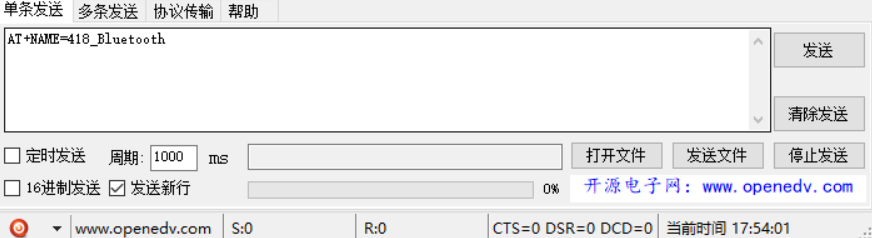 单条发送 多条发送 协议传输 帮助
AT+NAME=418_Bluetooth
发送
清除发送
定时发送 周期: 1000 ms 打开文件 发送文件 停止发送
16进制发送 发送新行 0% 开源电子网：www.openedv.com
www.openedv.com S:0 R:0 CTS=0 DSR=0 DCD=0 当前时间 17:54:01